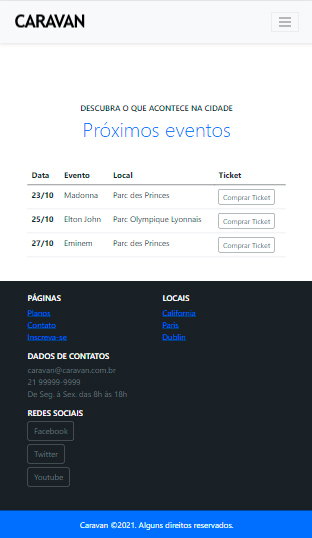 CARAVAN
DESCUBRA O QUE ACONTECE NA CIDADE
Próximos eventos
Data Evento Local Ticket
23/10 Madonna Parc des Princes Comprar Ticket
25/10 Elton John Parc Olympique Lyonnais Comprar Ticket
27/10 Eminem Parc des Princes Comprar Ticket
PÁGINAS
Planos
Contato
Inscreva-se
LOCAIS
California
Paris
Dublin
DADOS DE CONTATOS
caravan@caravan.com.br
21 99999-9999
De Seg. à Sex. das 8h às 18h
REDES SOCIAIS
Facebook
Twitter
Youtube
Caravan ©2021. Alguns direitos reservados.